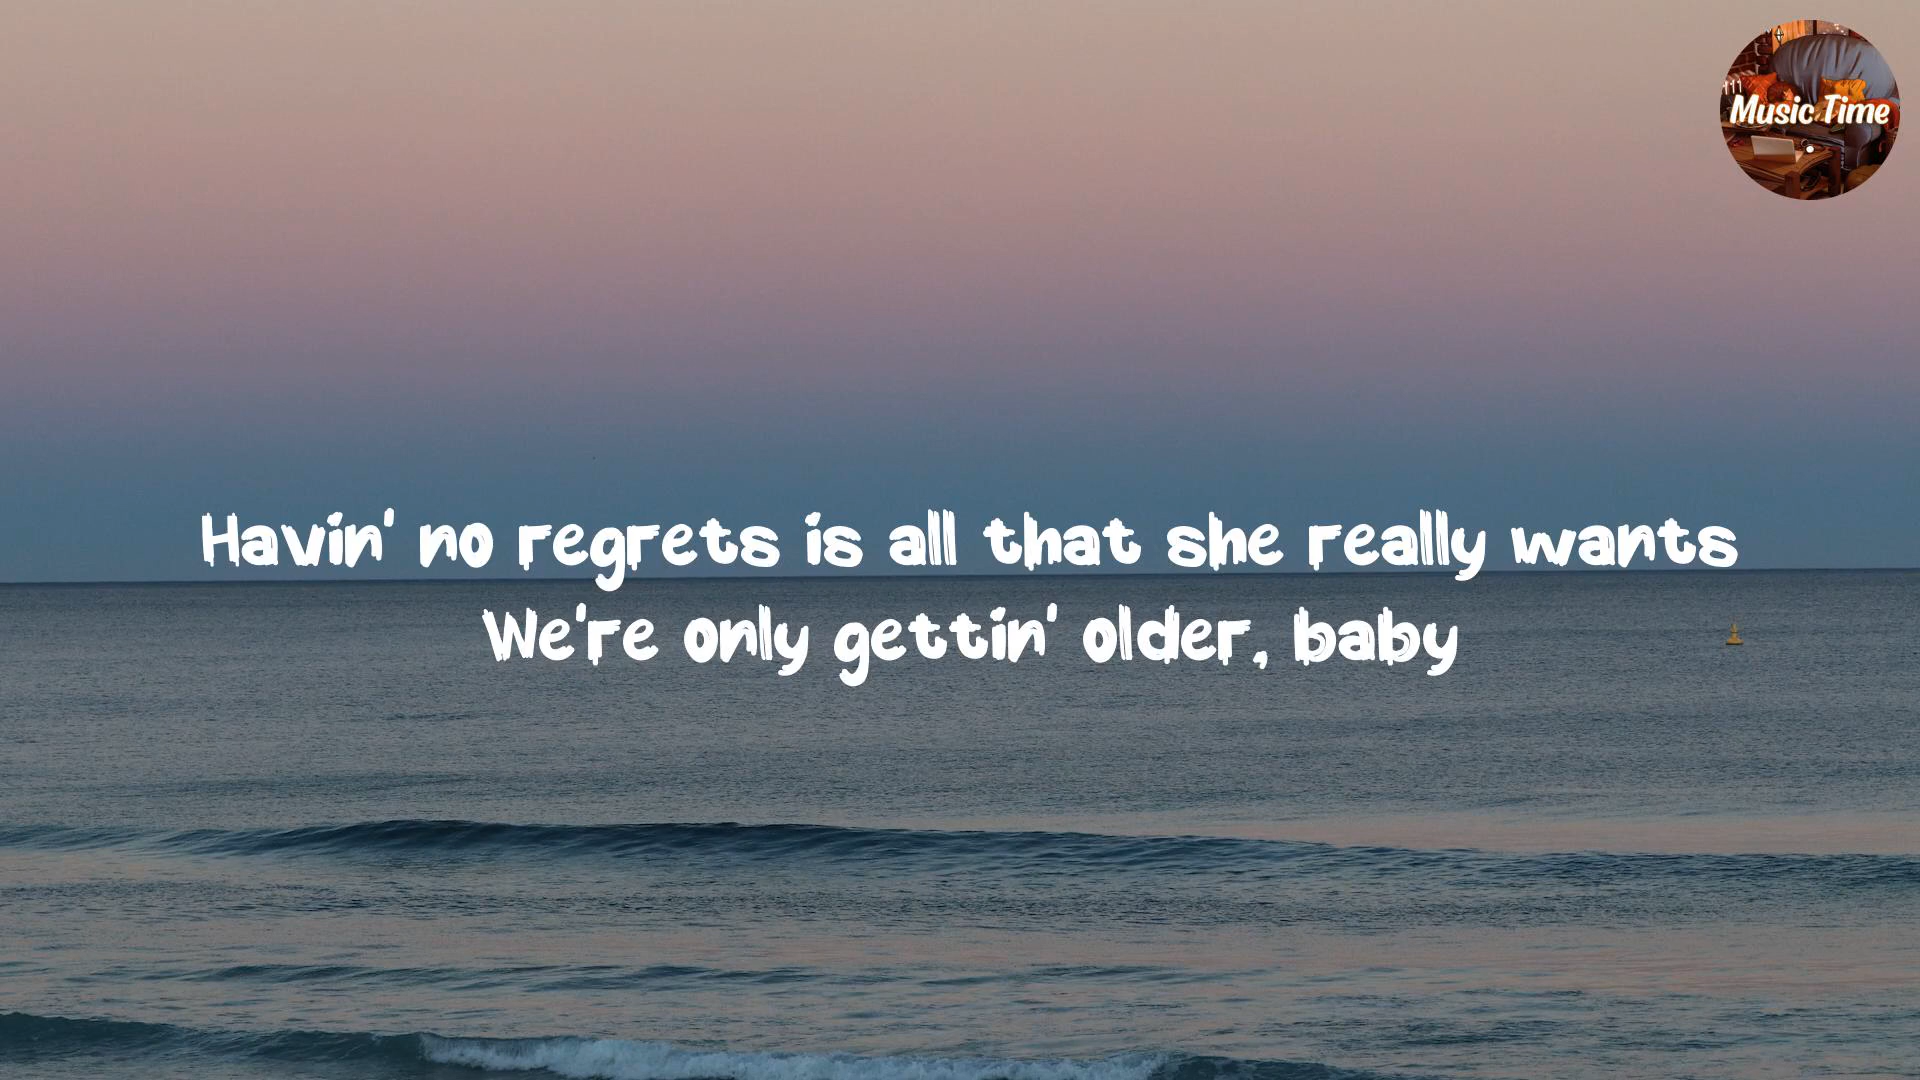 Music Time
Havin' no regrets is all that she really wants
We're only gettin' older, baby